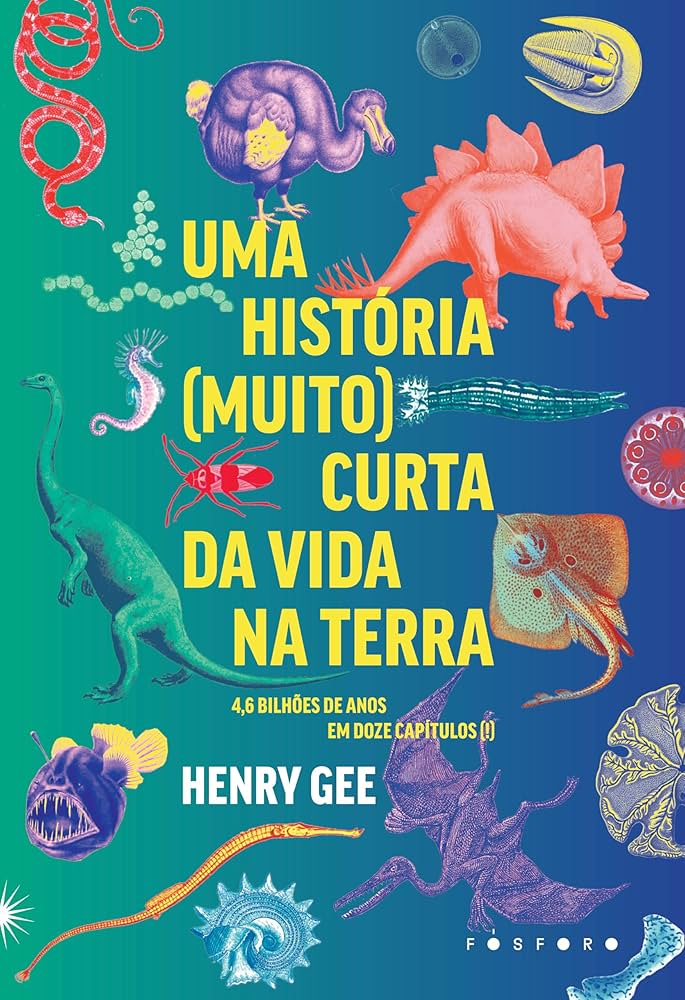 UMA
HISTÓRIA
(MUITO)
CURTA
DA VIDA
NA TERRA
4,6 BILHÕES DE ANOS
EM DOZE CAPÍTULOS (!)
HENRY GEE
FÓSFORO